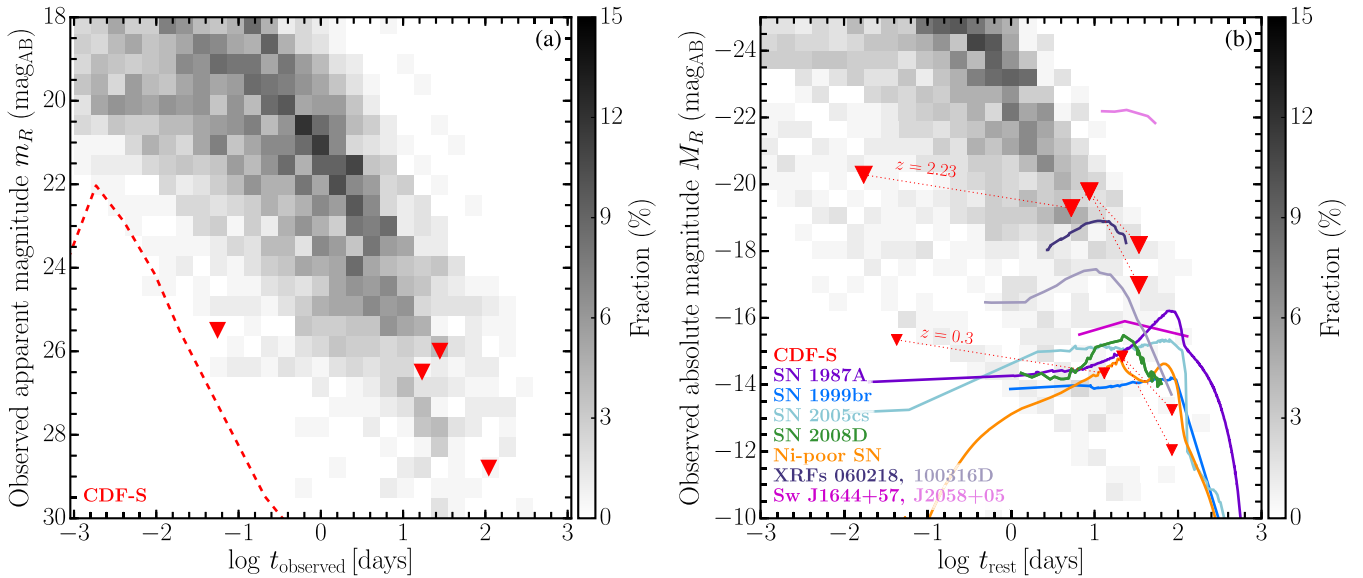 18
20
22
24
26
28
30
Observed apparent magnitude m_R (mag_AB)
(a)
CDF-S
−3
−2
−1
0
1
2
3
log t_observed [days]
15
12
9
6
3
0
Fraction (%)
−24
−22
−20
−18
−16
−14
−12
−10
Observed absolute magnitude M_R (mag_AB)
(b)
z = 2.23
z = 0.3
CDF-S
SN 1987A
SN 1999br
SN 2005cs
SN 2008D
Ni-poor SN
XRFs 060218, 100316D
Sw J1644+57, J2058+05
−3
−2
−1
0
1
2
3
log t_rest [days]
15
12
9
6
3
0
Fraction (%)